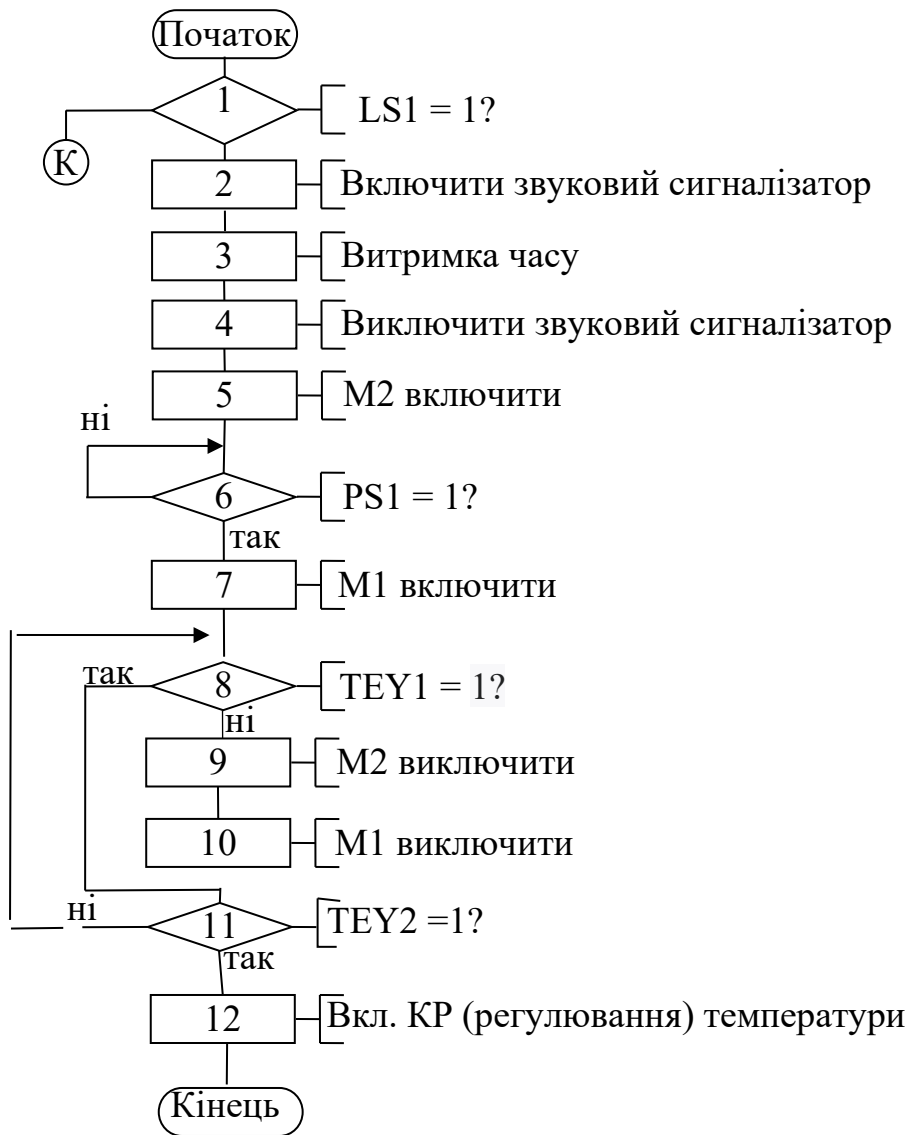 Початок
1 LS1 = 1?
К
2 Включити звуковий сигналізатор
3 Витримка часу
4 Виключити звуковий сигналізатор
5 М2 включити
ні
6 PS1 = 1?
так
7 М1 включити
так 8 TEY1 = 1?
ні
9 М2 виключити
10 М1 виключити
ні 11 TEY2 =1?
так
12 Вкл. КР (регулювання) температури
Кінець